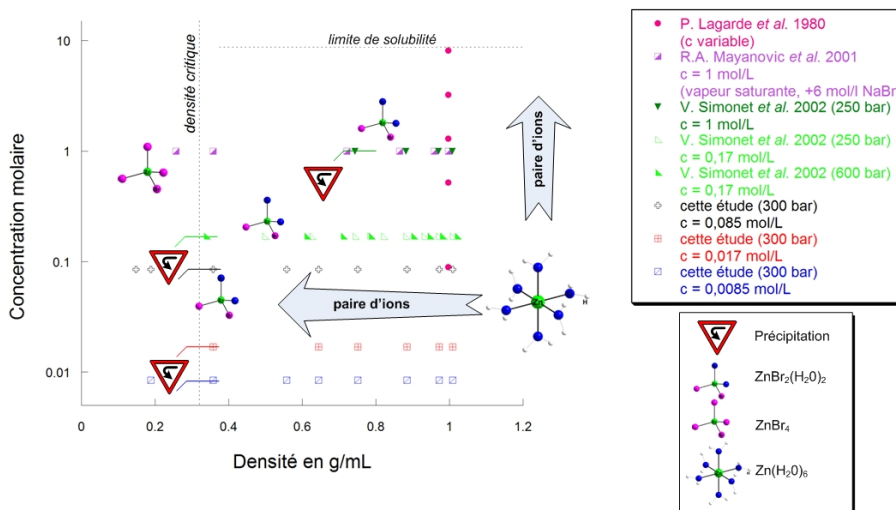 10
1
0.1
0.01
Concentration molaire
0
0.2
0.4
0.6
0.8
1
1.2
Densité en g/mL
densité critique
limite de solubilité
paire d'ions
paire d'ions
Zn
H
P. Lagarde et al. 1980
(c variable)
R.A. Mayanovic et al. 2001
c = 1 mol/L
(vapeur saturante, +6 mol/l NaBr
V. Simonet et al. 2002 (250 bar)
c = 1 mol/L
V. Simonet et al. 2002 (250 bar)
c = 0,17 mol/L
V. Simonet et al. 2002 (600 bar)
c = 0,17 mol/L
cette étude (300 bar)
c = 0,085 mol/L
cette étude (300 bar)
c = 0,017 mol/L
cette étude (300 bar)
c = 0,0085 mol/L
Précipitation
ZnBr₂(H₂0)₂
ZnBr₄
Zn(H₂0)₆